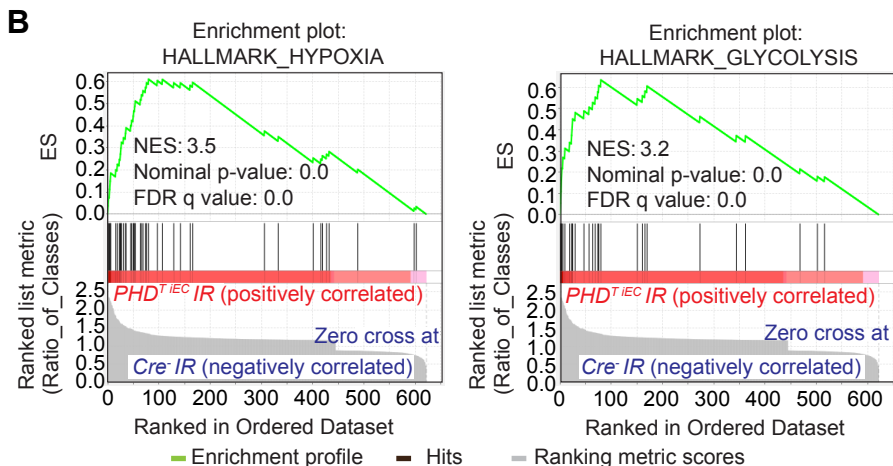 B
Enrichment plot:
HALLMARK_HYPOXIA
ES
0.6
0.5
0.4
0.3
0.2
0.1
0.0
NES: 3.5
Nominal p-value: 0.0
FDR q value: 0.0
Ranked list metric
(Ratio_of_Classes)
2.5
2.0
1.5
1.0
0.5
0.0
PHD^T iEC IR (positively correlated)
Zero cross at
Cre^- IR (negatively correlated)
0 100 200 300 400 500 600
Ranked in Ordered Dataset
Enrichment plot:
HALLMARK_GLYCOLYSIS
ES
0.6
0.5
0.4
0.3
0.2
0.1
0.0
NES: 3.2
Nominal p-value: 0.0
FDR q value: 0.0
Ranked list metric
(Ratio_of_Classes)
2.5
2.0
1.5
1.0
0.5
0.0
PHD^T iEC IR (positively correlated)
Zero cross at
Cre^- IR (negatively correlated)
0 100 200 300 400 500 600
Ranked in Ordered Dataset
Enrichment profile Hits Ranking metric scores